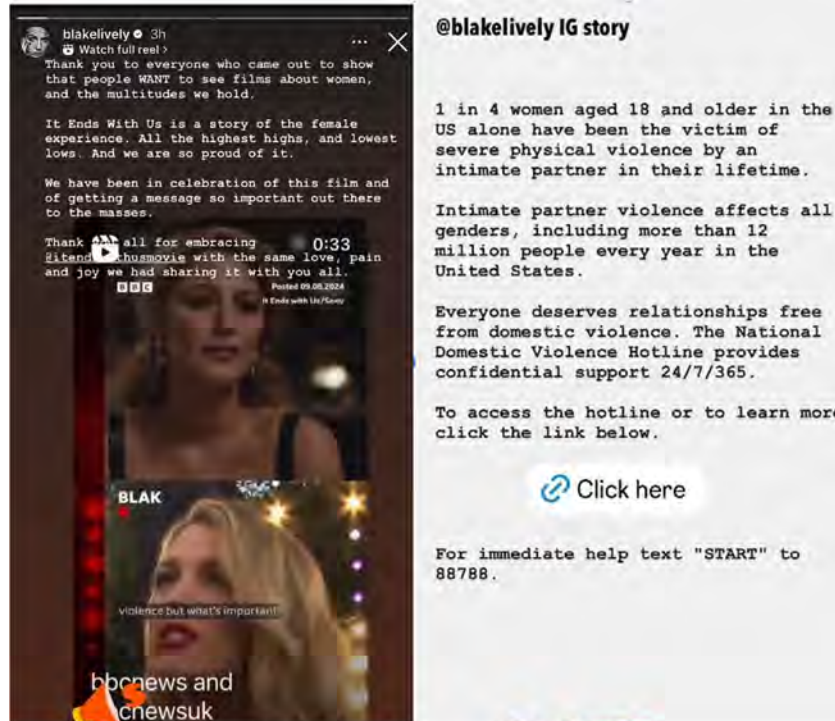 blakelively 3h
Watch full reel >
Thank you to everyone who came out to show
that people WANT to see films about women,
and the multitudes we hold.
It Ends With Us is a story of the female
experience. All the highest highs, and lowest
lows. And we are so proud of it.
We have been in celebration of this film and
of getting a message so important out there
to the masses.
Thank all for embracing
0:33
with the same love, pain
and joy we had sharing it with you all.
BBC
Posted 09.08.2024
It Ends with Us/Sony
BLAK
violence but what's important
bbcnews and
@blakelively IG story
1 in 4 women aged 18 and older in the
US alone have been the victim of
severe physical violence by an
intimate partner in their lifetime.
Intimate partner violence affects all
genders, including more than 12
million people every year in the
United States.
Everyone deserves relationships free
from domestic violence. The National
Domestic Violence Hotline provides
confidential support 24/7/365.
To access the hotline or to learn more
click the link below.
Click here
For immediate help text "START" to
88788.